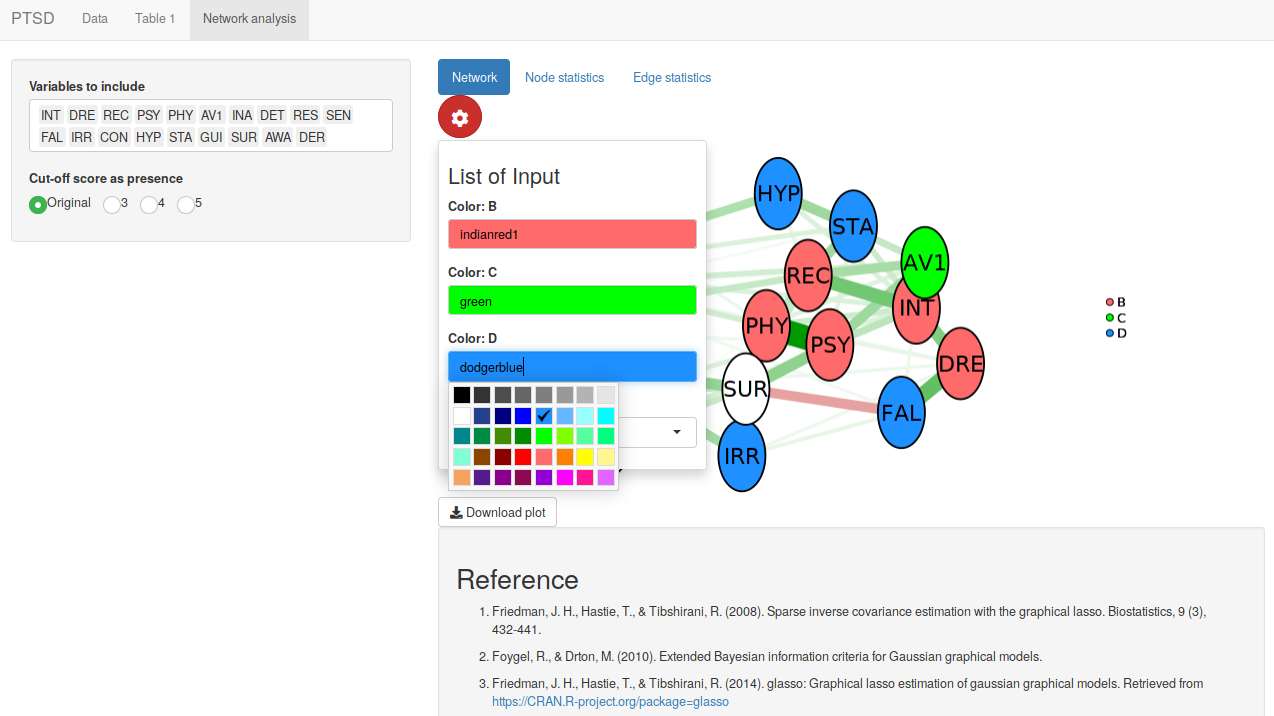 PTSD Data Table 1 Network analysis
Variables to include
INT DRE REC PSY PHY AV1 INA DET RES SEN
FAL IRR CON HYP STA GUI SUR AWA DER
Cut-off score as presence
Original 3 4 5
Network Node statistics Edge statistics
List of Input
Color: B
indianred1
Color: C
green
Color: D
dodgerblue
HYP
STA
AV1
REC
INT
PHY
PSY
DRE
SUR
FAL
IRR
B
C
D
Download plot
Reference
1. Friedman, J. H., Hastie, T., & Tibshirani, R. (2008). Sparse inverse covariance estimation with the graphical lasso. Biostatistics, 9 (3),
432-441.
2. Foygel, R., & Drton, M. (2010). Extended Bayesian information criteria for Gaussian graphical models.
3. Friedman, J. H., Hastie, T., & Tibshirani, R. (2014). glasso: Graphical lasso estimation of gaussian graphical models. Retrieved from
https://CRAN.R-project.org/package=glasso